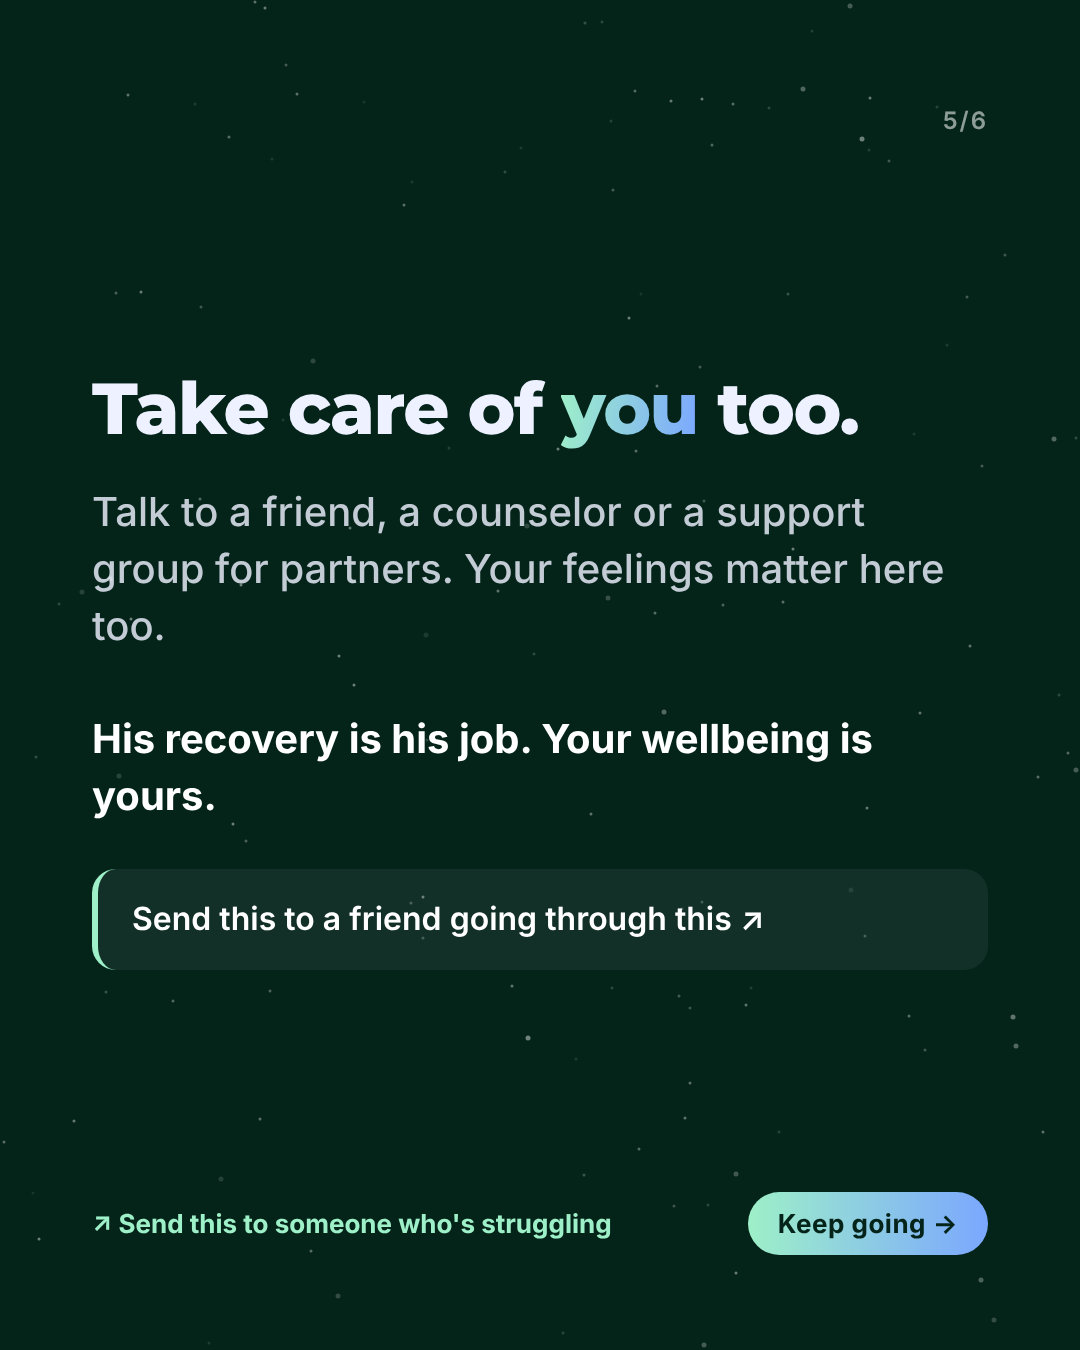 5/6
Take care of you too.
Talk to a friend, a counselor or a support
group for partners. Your feelings matter here
too.
His recovery is his job. Your wellbeing is
yours.
Send this to a friend going through this ↗
↗ Send this to someone who's struggling
Keep going →